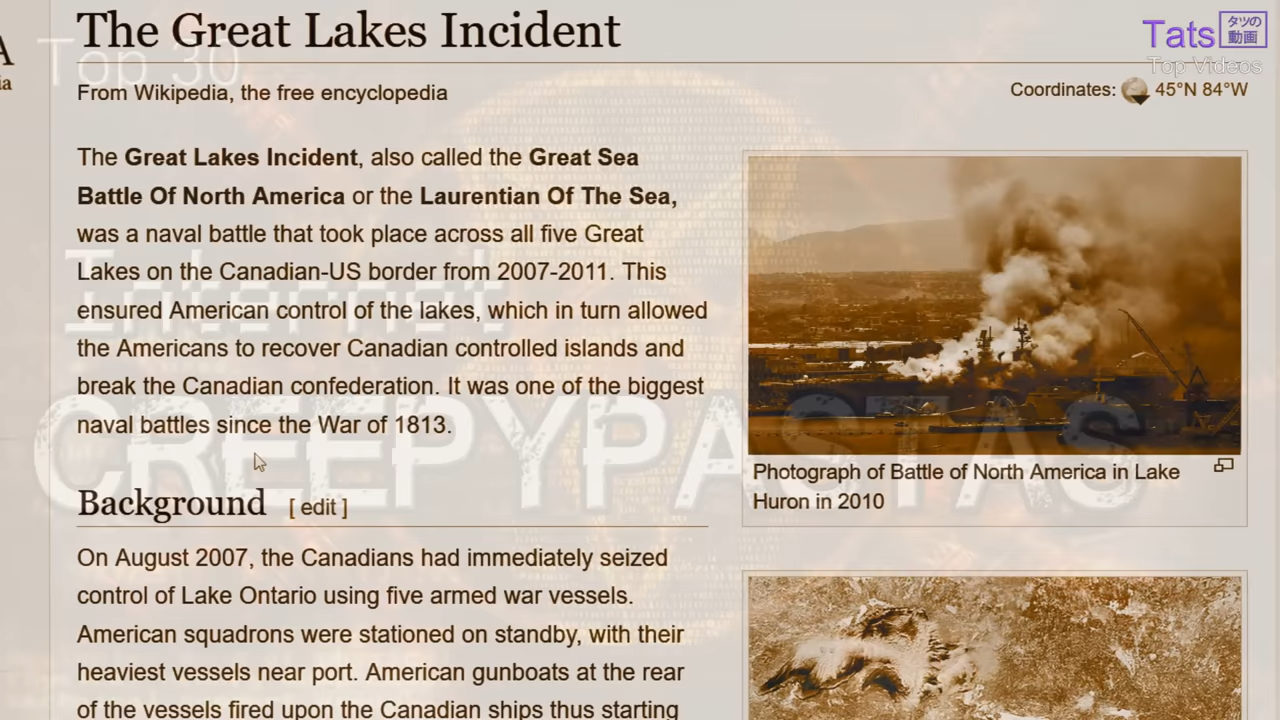 A
ia
The Great Lakes Incident
Tats タツの動画
Top Videos
Top 30
From Wikipedia, the free encyclopedia
Coordinates: 45°N 84°W
The Great Lakes Incident, also called the Great Sea
Battle Of North America or the Laurentian Of The Sea,
was a naval battle that took place across all five Great
Lakes on the Canadian-US border from 2007-2011. This
ensured American control of the lakes, which in turn allowed
the Americans to recover Canadian controlled islands and
break the Canadian confederation. It was one of the biggest
naval battles since the War of 1813.
Internet
CREEPYPASTAS
Photograph of Battle of North America in Lake
Huron in 2010
Background [ edit ]
On August 2007, the Canadians had immediately seized
control of Lake Ontario using five armed war vessels.
American squadrons were stationed on standby, with their
heaviest vessels near port. American gunboats at the rear
of the vessels fired upon the Canadian ships thus starting